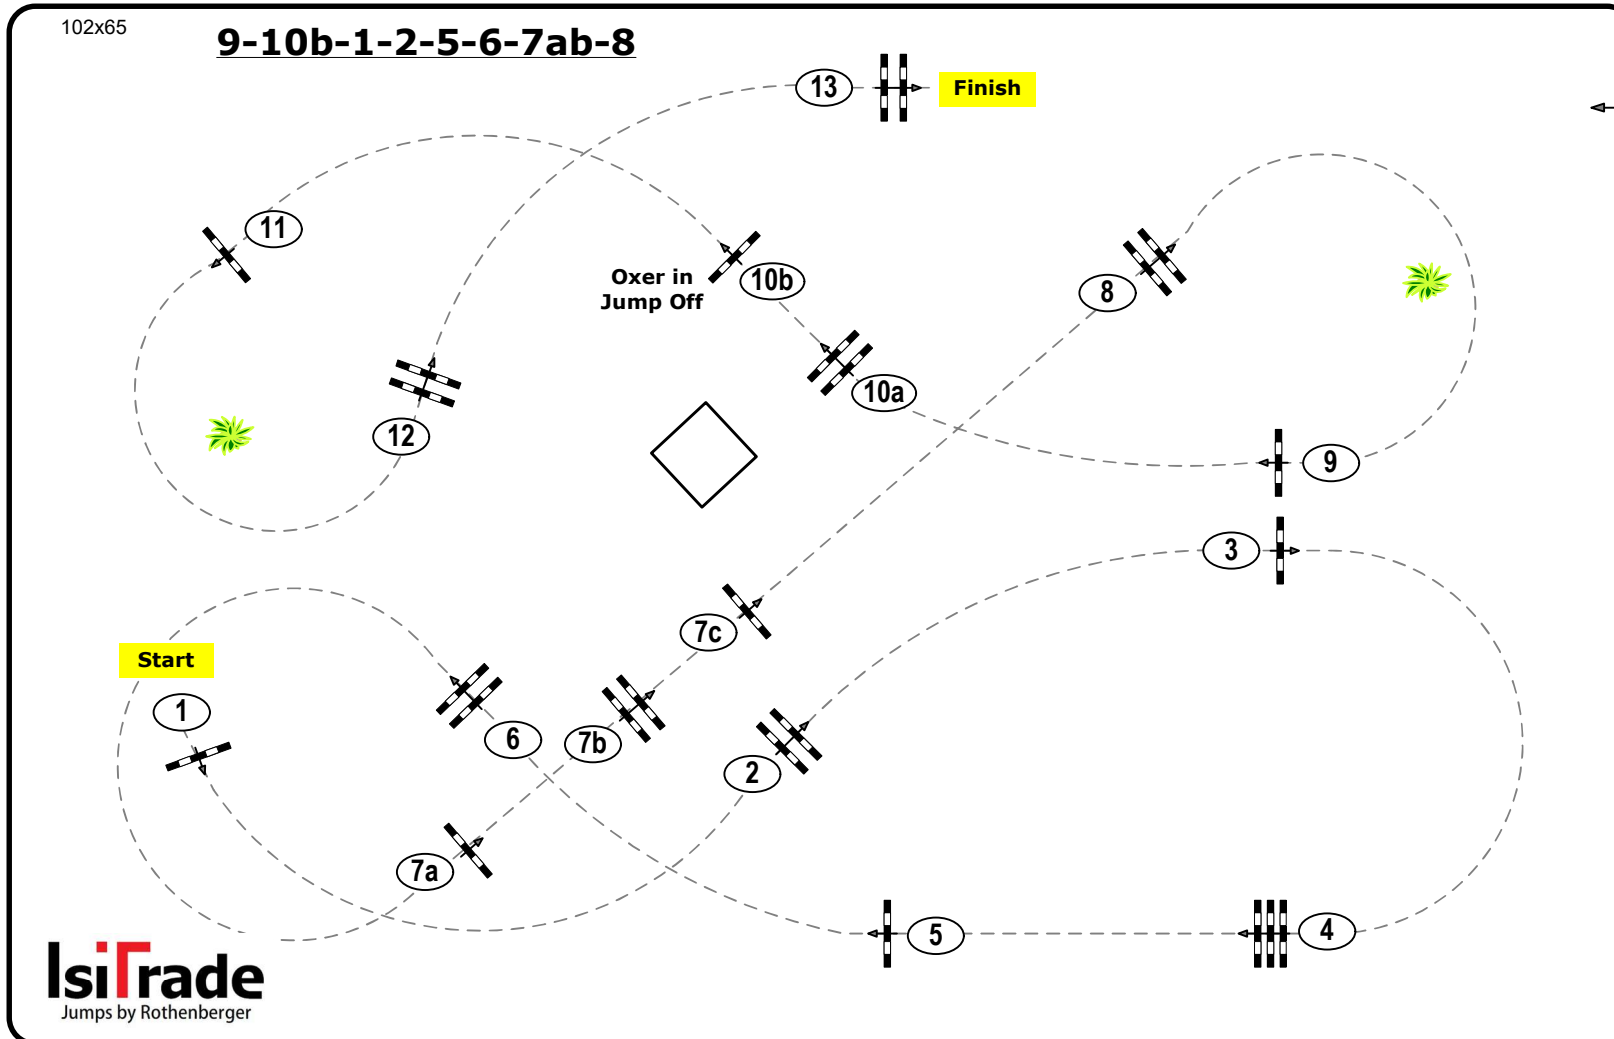 102x65
9-10b-1-2-5-6-7ab-8
13
Finish
11
10b
Oxer in
Jump Off
8
10a
12
9
3
7c
Start
1
6
7b
2
7a
5
4
IsiTrade
Jumps by Rothenberger